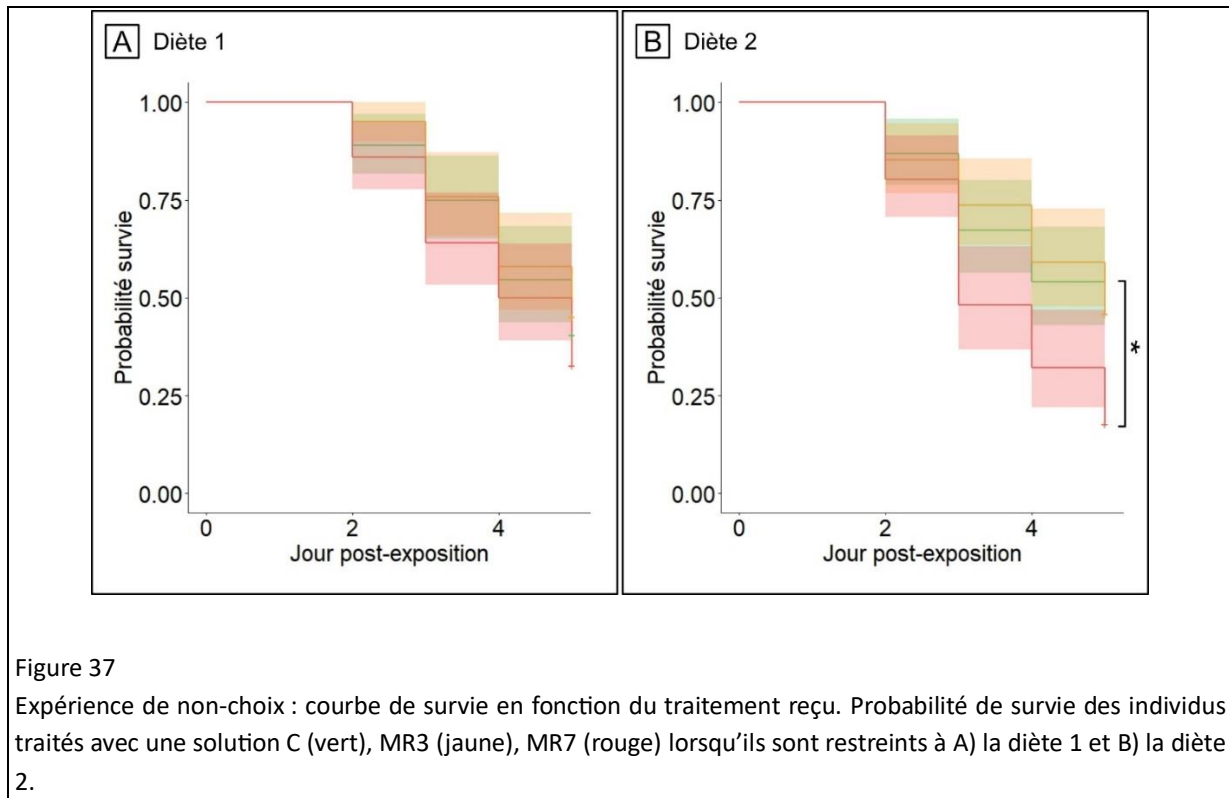 A Diète 1
1.00
0.75
0.50
0.25
0.00
Probabilité survie
0 2 4
Jour post-exposition
B Diète 2
1.00
0.75
0.50
0.25
0.00
Probabilité survie
*
0 2 4
Jour post-exposition
Figure 37
Expérience de non-choix : courbe de survie en fonction du traitement reçu. Probabilité de survie des individus
traités avec une solution C (vert), MR3 (jaune), MR7 (rouge) lorsqu’ils sont restreints à A) la diète 1 et B) la diète
2.